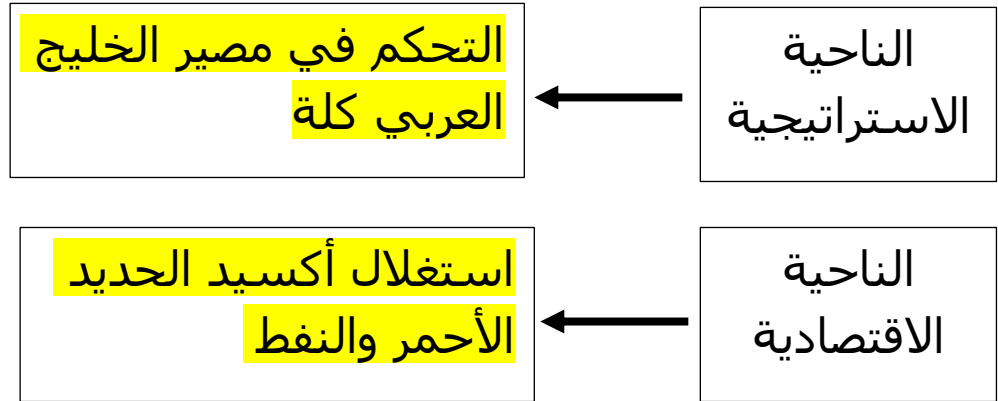 الناحية
الاستراتيجية
التحكم في مصير الخليج
العربي كلة
الناحية
الاقتصادية
استغلال أكسيد الحديد
الأحمر والنفط